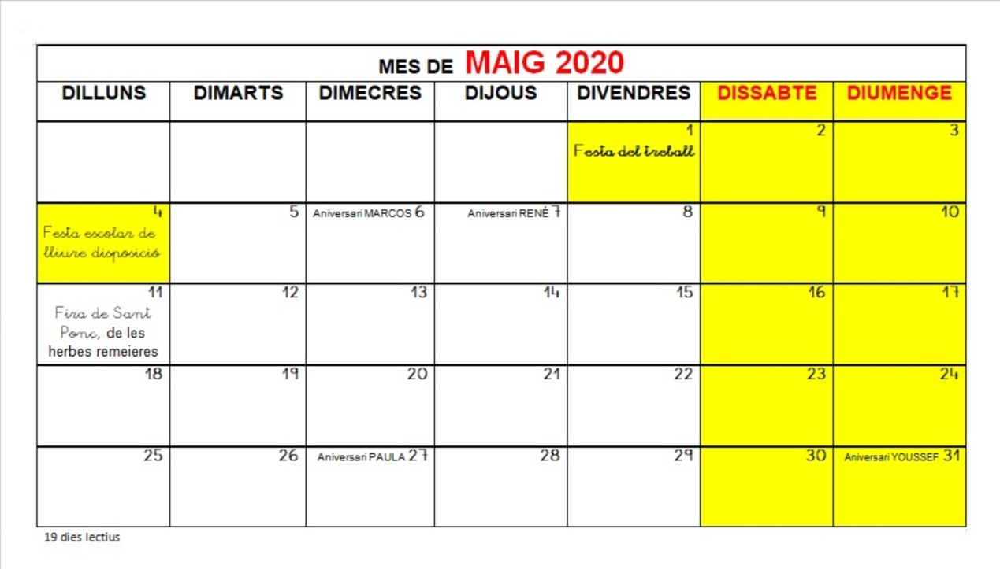 MES DE MAIG 2020
DILLUNS DIMARTS DIMECRES DIJOUS DIVENDRES DISSABTE DIUMENGE
1 2 3
Festa del treball
4 5 Aniversari MARCOS 6 Aniversari RENÉ 7 8 9 10
Festa escolar de
lliure disposició
11 12 13 14 15 16 17
Fira de Sant
Ponç, de les
herbes remeieres
18 19 20 21 22 23 24
25 26 Aniversari PAULA 27 28 29 30 Aniversari YOUSSEF 31
19 dies lectius